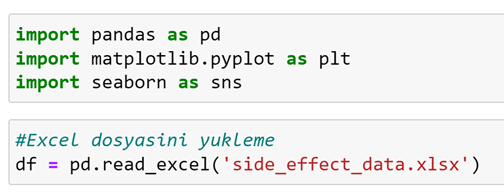 import pandas as pd
import matplotlib.pyplot as plt
import seaborn as sns
#Excel dosyasini yukleme
df = pd.read_excel('side_effect_data.xlsx')